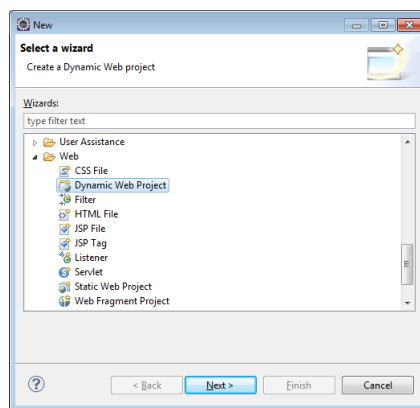 New
Select a wizard
Create a Dynamic Web project
Wizards:
type filter text
User Assistance
Web
CSS File
Dynamic Web Project
Filter
HTML File
JSP File
JSP Tag
Listener
Servlet
Static Web Project
Web Fragment Project
? < Back Next > Finish Cancel